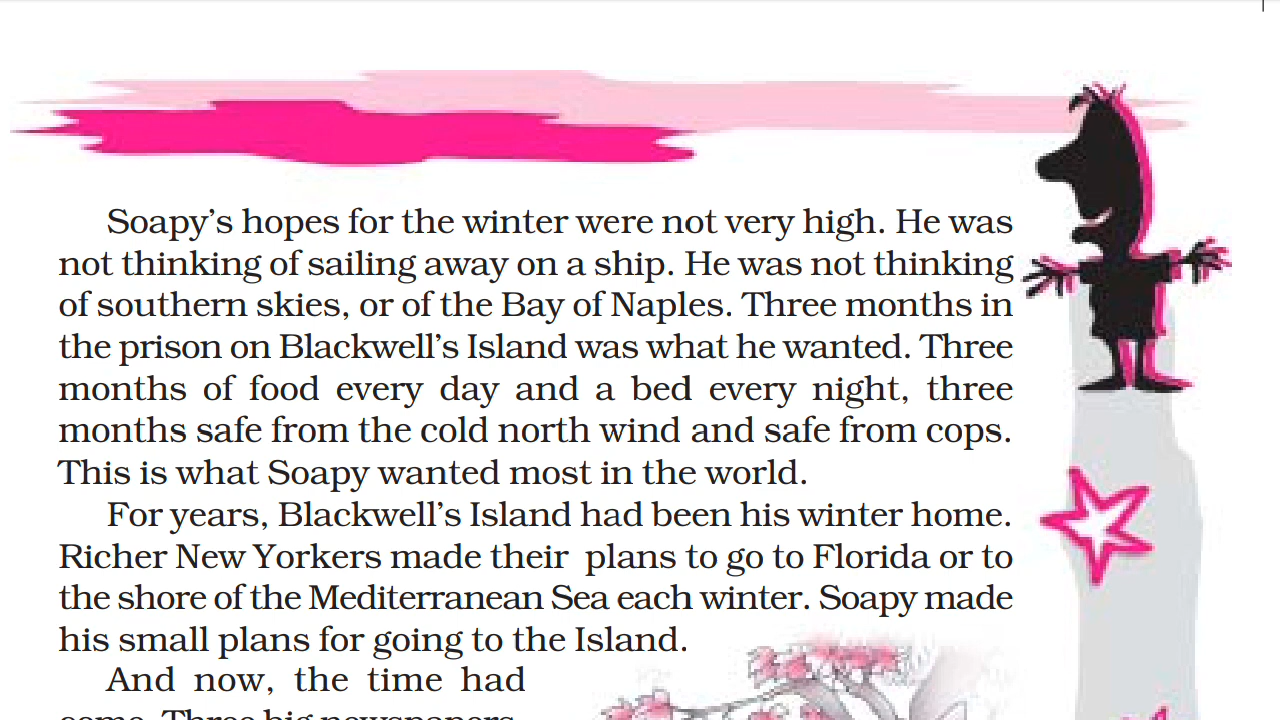 Soapy’s hopes for the winter were not very high. He was
not thinking of sailing away on a ship. He was not thinking
of southern skies, or of the Bay of Naples. Three months in
the prison on Blackwell’s Island was what he wanted. Three
months of food every day and a bed every night, three
months safe from the cold north wind and safe from cops.
This is what Soapy wanted most in the world.
For years, Blackwell’s Island had been his winter home.
Richer New Yorkers made their plans to go to Florida or to
the shore of the Mediterranean Sea each winter. Soapy made
his small plans for going to the Island.
And now, the time had
come. Three big newspapers